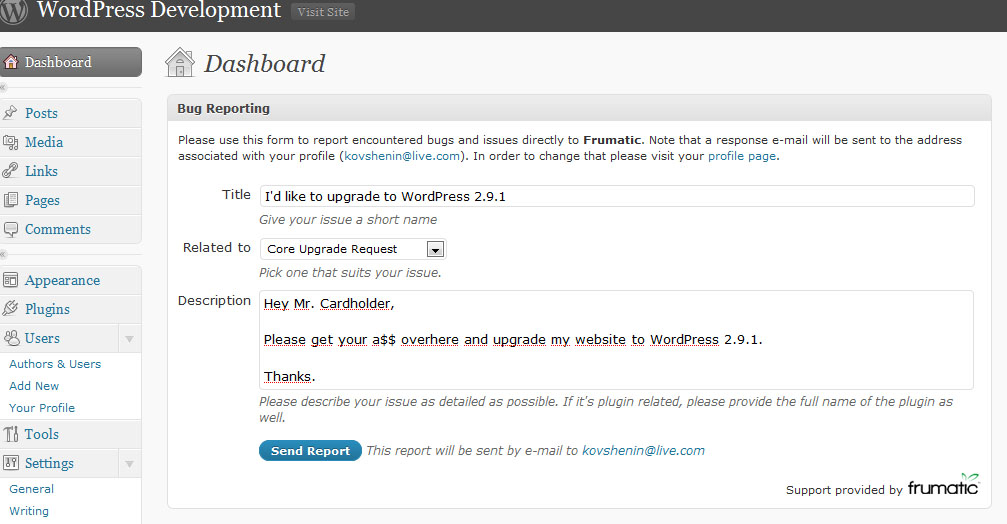 WordPress Development Visit Site
Dashboard
Posts
Media
Links
Pages
Comments
Appearance
Plugins
Users
Authors & Users
Add New
Your Profile
Tools
Settings
General
Writing
Dashboard
Bug Reporting
Please use this form to report encountered bugs and issues directly to Frumatic. Note that a response e-mail will be sent to the address
associated with your profile (kovshenin@live.com). In order to change that please visit your profile page.
Title I'd like to upgrade to WordPress 2.9.1
Give your issue a short name
Related to Core Upgrade Request
Pick one that suits your issue.
Description Hey Mr. Cardholder,
Please get your a$$ overhere and upgrade my website to WordPress 2.9.1.
Thanks.
Please describe your issue as detailed as possible. If it's plugin related, please provide the full name of the plugin as
well.
Send Report This report will be sent by e-mail to kovshenin@live.com
Support provided by frumatic